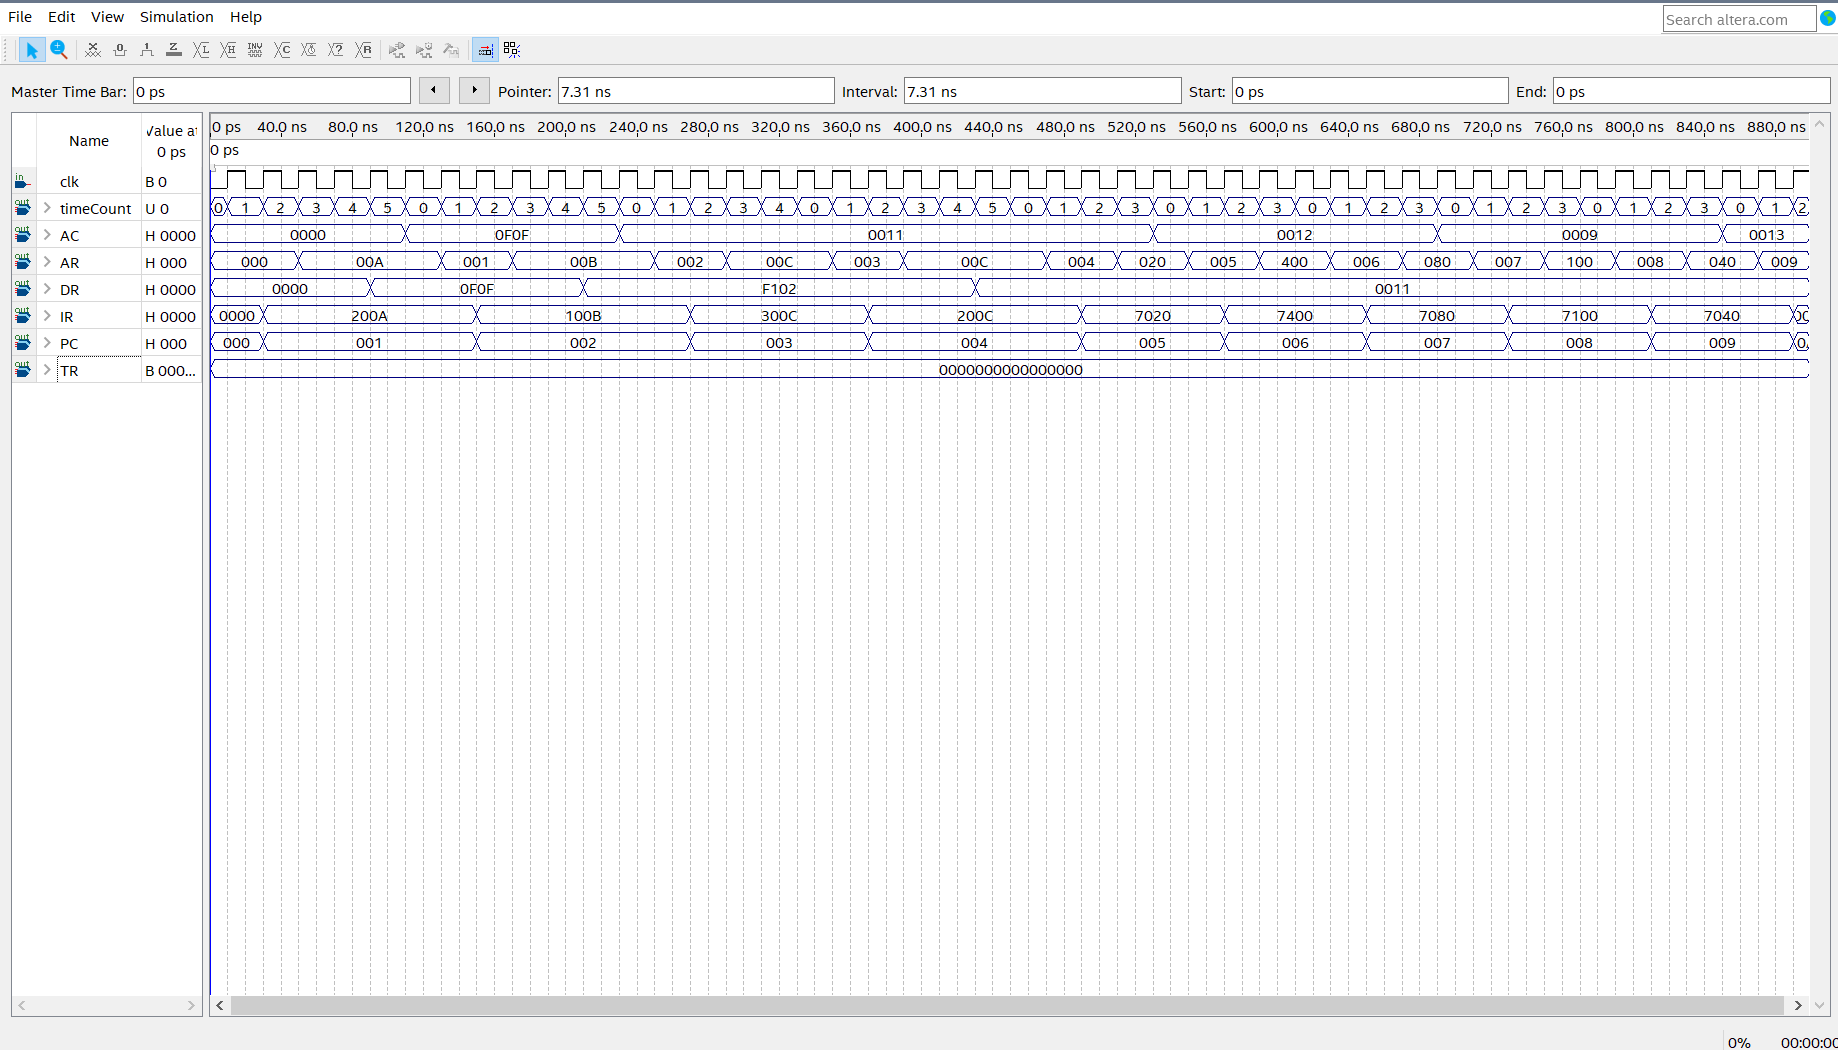 File Edit View Simulation Help
Search altera.com
Master Time Bar: 0 ps Pointer: 7.31 ns Interval: 7.31 ns Start: 0 ps End: 0 ps
Name Value at 0 ps
0 ps 40.0 ns 80.0 ns 120.0 ns 160.0 ns 200.0 ns 240.0 ns 280.0 ns 320.0 ns 360.0 ns 400.0 ns 440.0 ns 480.0 ns 520.0 ns 560.0 ns 600.0 ns 640.0 ns 680.0 ns 720.0 ns 760.0 ns 800.0 ns 840.0 ns 880.0 ns
0 ps
clk B 0
timeCount U 0 0 1 2 3 4 5 0 1 2 3 4 5 0 1 2 3 4 0 1 2 3 4 5 0 1 2 3 0 1 2 3 0 1 2 3 0 1 2 3 0 1 2 3 0 1 2
AC H 0000 0000 0F0F 0011 0012 0009 0013
AR H 000 000 00A 001 00B 002 00C 003 00C 004 020 005 400 006 080 007 100 008 040 009
DR H 0000 0000 0F0F F102 0011
IR H 0000 0000 200A 100B 300C 200C 7020 7400 7080 7100 7040
PC H 000 000 001 002 003 004 005 006 007 008 009
TR B 000... 0000000000000000
0% 00:00:00